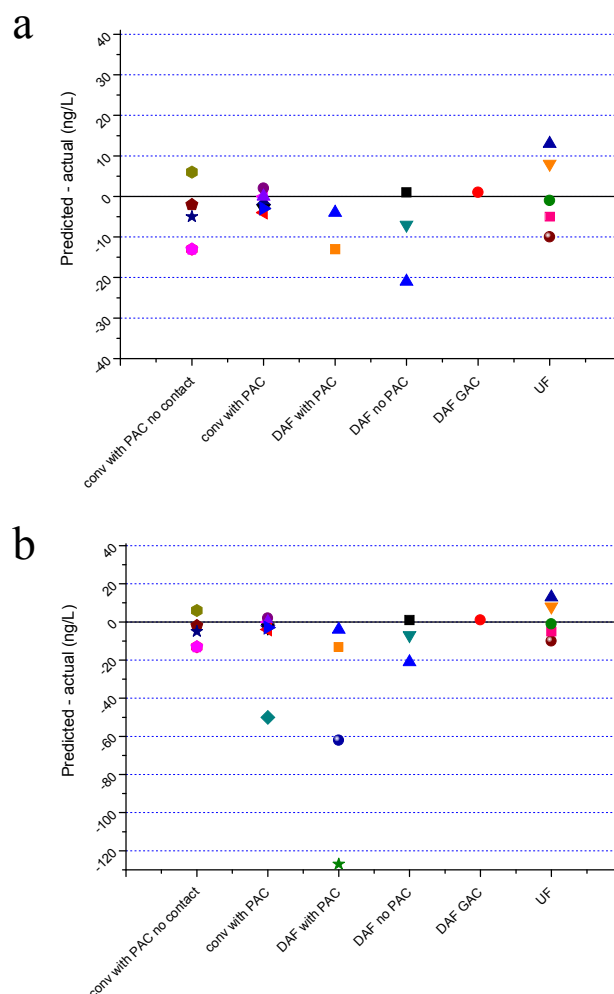 a
Predicted - actual (ng/L)
40
30
20
10
0
-10
-20
-30
-40
conv with PAC no contact
conv with PAC
DAF with PAC
DAF no PAC
DAF GAC
UF
b
Predicted - actual (ng/L)
40
20
0
-20
-40
-60
-80
-100
-120
conv with PAC no contact
conv with PAC
DAF with PAC
DAF no PAC
DAF GAC
UF